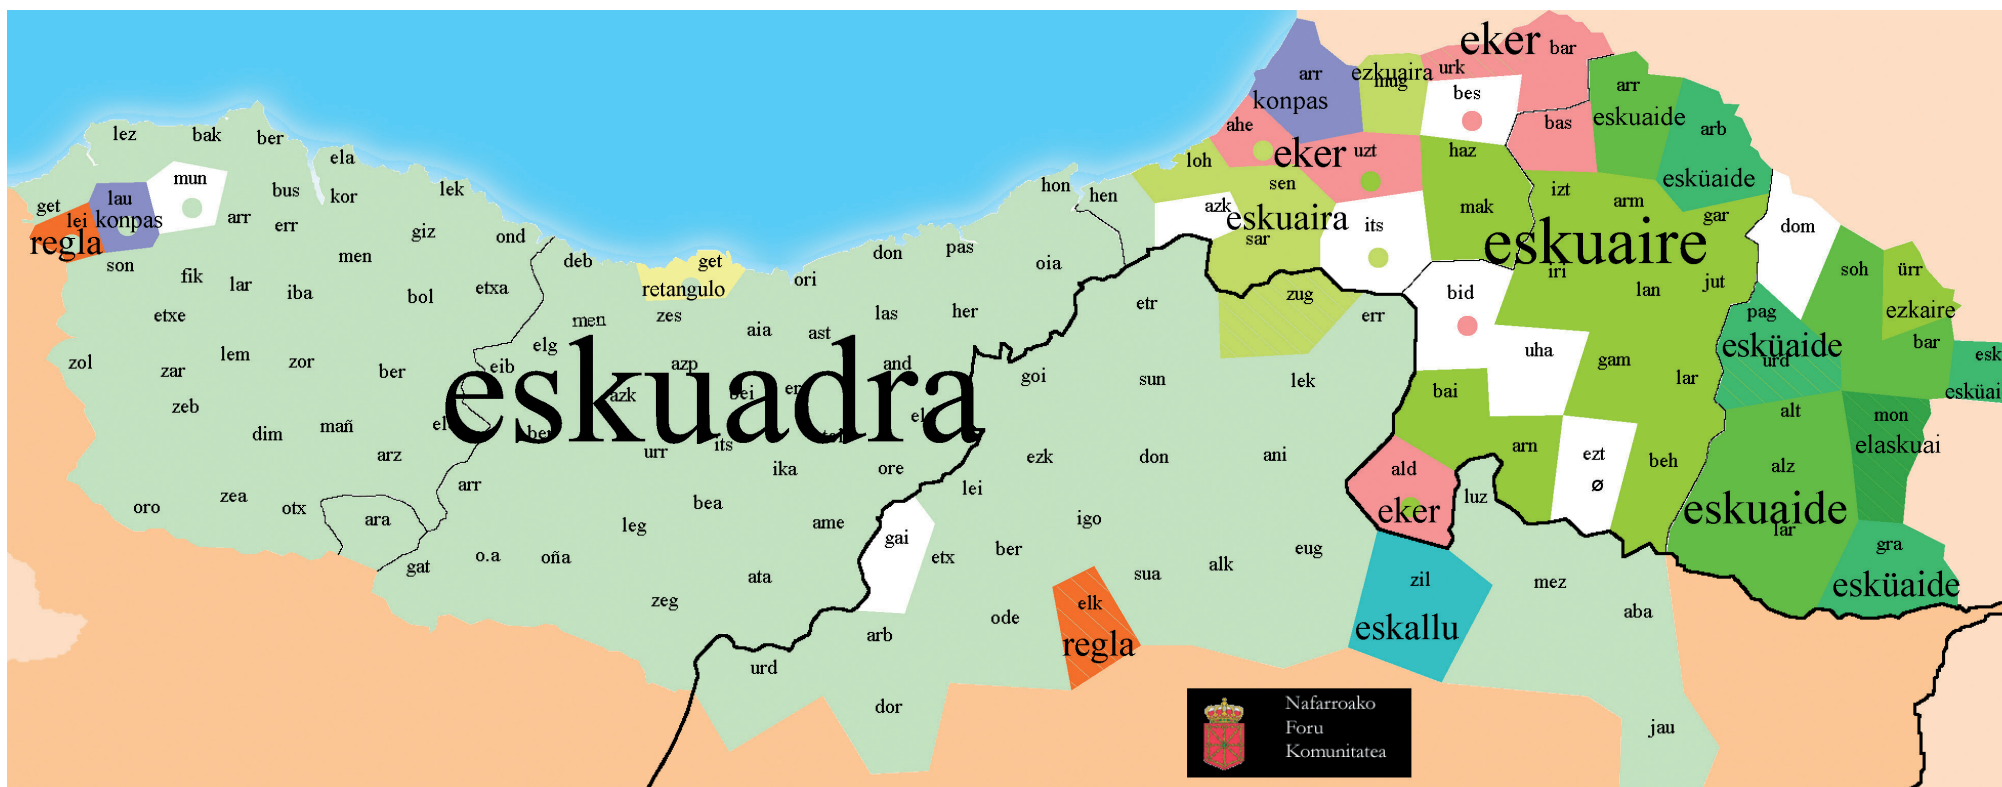 eker
bar
urk
ezkuaira
mug
arr
konpas
bes
arr
eskuaide
bas
arb
ahe
eker
uzt
haz
loh
lez
bak
ber
ela
mun
sen
izt
arm
esküaide
gar
get
lau
lei
konpas
regla
bus
kor
lek
hon
hen
azk
eskuaira
sar
its
mak
eskuaire
dom
arr
err
giz
ond
son
men
deb
get
retangulo
ori
don
pas
oia
iri
lan
jut
soh
ürr
ezkaire
fik
lar
iba
bol
etxa
etr
zug
err
bid
pag
esküaide
urd
bar
etxe
men
zes
aia
ast
las
her
uha
gam
lar
esk
esküai
zol
zar
lem
zor
ber
elg
eib
azp
azk
bei
and
goi
sun
lek
bai
eskuadra
zeb
dim
mañ
arz
urr
its
ika
ore
ezk
don
ani
ald
eker
luz
arn
ezt
ø
beh
alt
mon
elaskuai
alz
eskuaide
lar
oro
zea
otx
ara
arr
leg
bea
ame
gai
lei
igo
gat
o.a
oña
ata
etx
ber
sua
alk
eug
zil
eskallu
mez
gra
esküaide
zeg
arb
ode
elk
regla
aba
urd
dor
jau
Nafarroako
Foru
Komunitatea